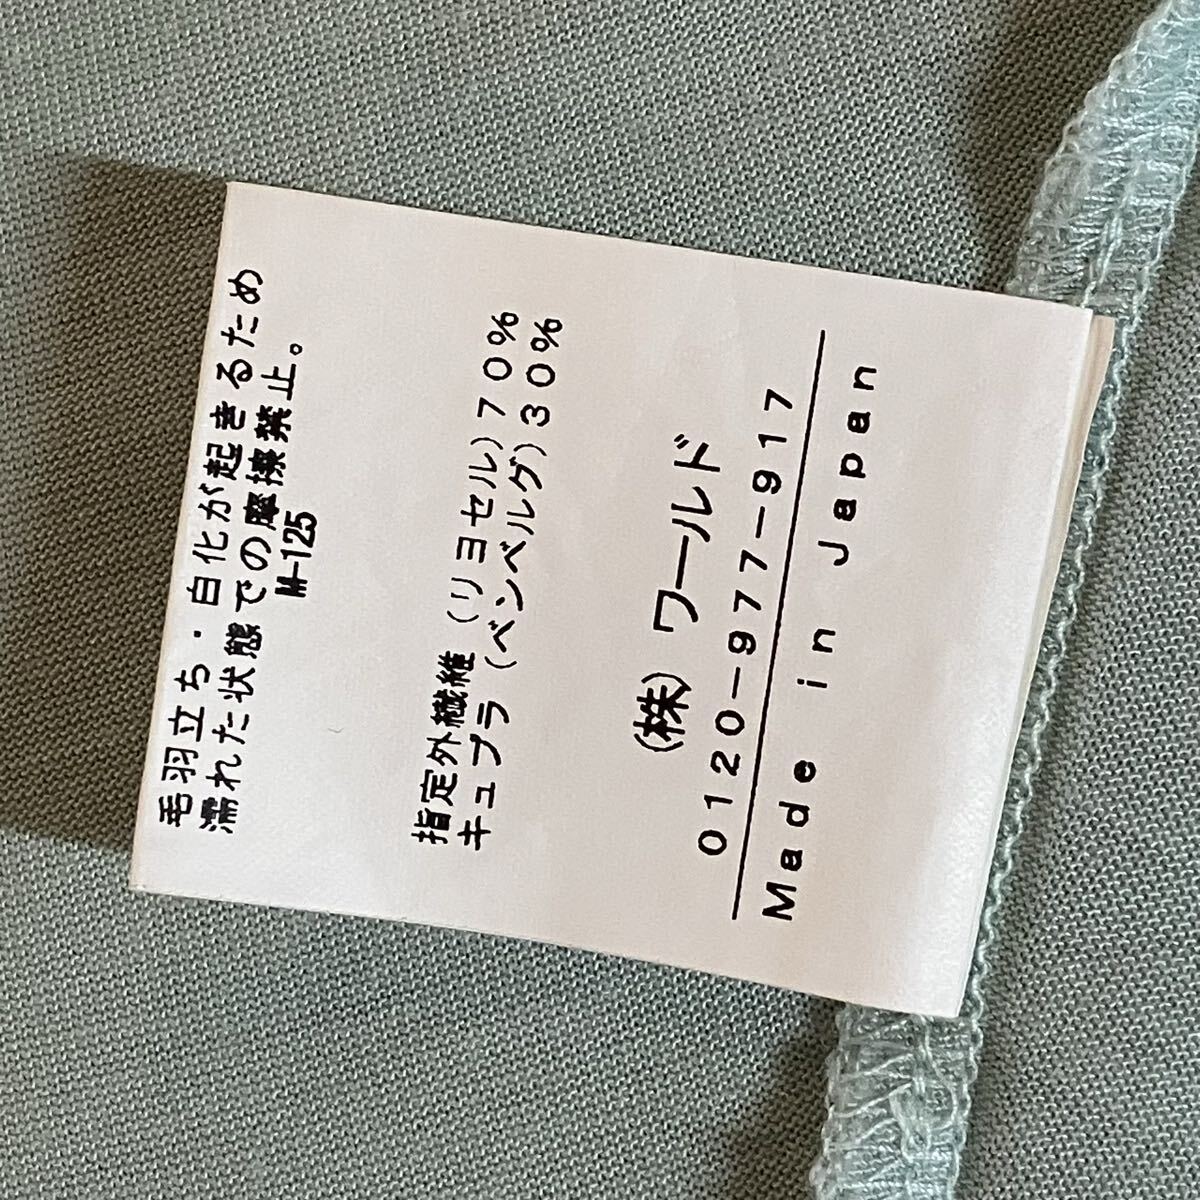 毛羽立ち・白化が起きるため
濡れた状態での摩擦禁止。
M-125
指定外繊維（リヨセル）７０％
キュプラ（ベンベルグ）３０％
（株）ワールド
０１２０－９７７－９１７
Ｍａｄｅ ｉｎ Ｊａｐａｎ